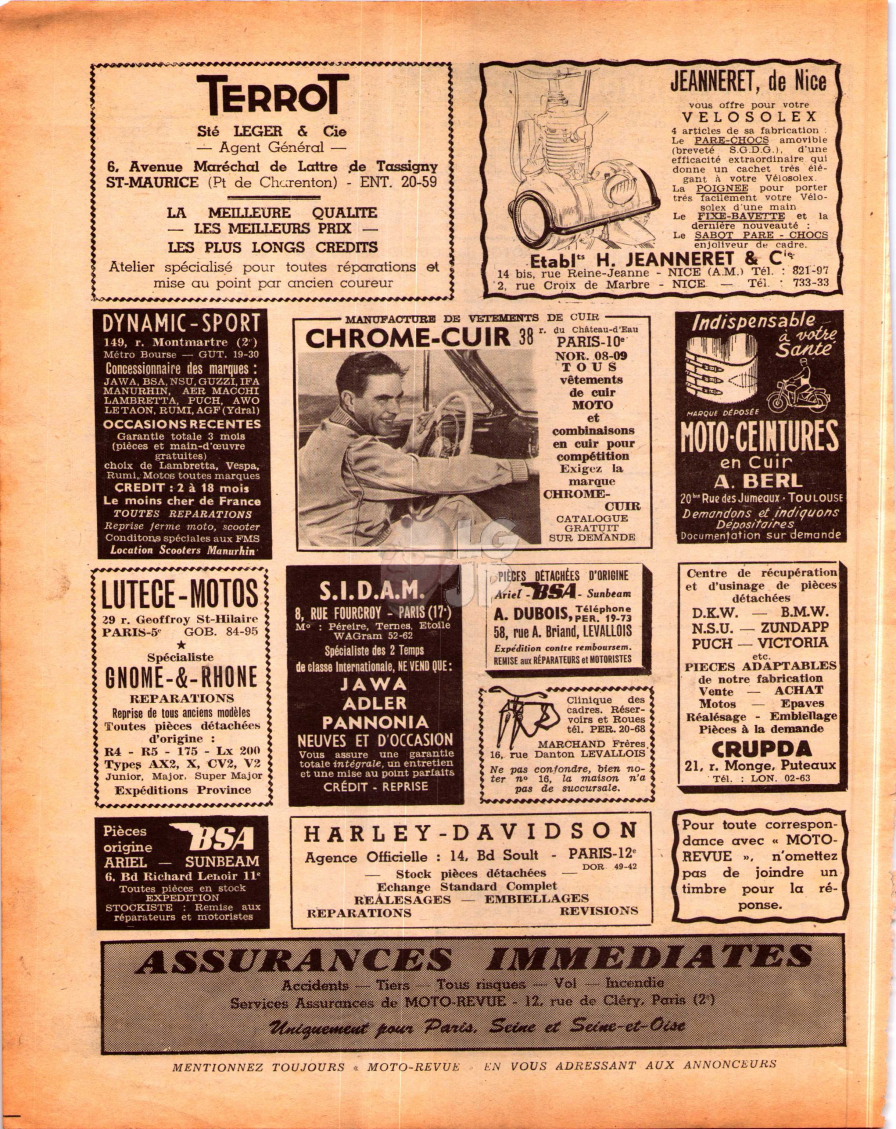 TERROT
Sté LEGER & Cie
— Agent Général —
6, Avenue Maréchal de Lattre de Tassigny
ST-MAURICE (Pt de Charenton) - ENT. 20-59
LA MEILLEURE QUALITE
— LES MEILLEURS PRIX —
LES PLUS LONGS CREDITS
Atelier spécialisé pour toutes réparations et
mise au point par ancien coureur
JEANNERET, de Nice
vous offre pour votre
VELOSOLEX
4 articles de sa fabrication :
Le PARE-CHOCS amovible
(breveté S.G.D.G.), d'une
efficacité extraordinaire qui
donne un cachet trés élé-
gant à votre Vélosolex.
La POIGNEE pour porter
trés facilement votre Vélo-
solex d'une main
Le FIXE-BAVETTE et la
dernière nouveauté :
Le SABOT PARE-CHOCS
enjoliveur de cadre.
Etabl.ts H. JEANNERET & Cie
14 bis, rue Reine-Jeanne - NICE (A.M.) Tél. : 821-97
2, rue Croix de Marbre - NICE — Tél. : 733-33
DYNAMIC-SPORT
149, r. Montmartre (2e)
Métro Bourse — GUT. 19-30
Concessionnaire des marques :
JAWA, BSA, NSU, GUZZI, IFA
MANURHIN, AER MACCHI
LAMBRETTA, PUCH, AWO
LETAON, RUMI, AGF (Ydral)
OCCASIONS RECENTES
Garantie totale 3 mois
(pièces et main-d'œuvre
gratuites)
choix de Lambretta, Vespa,
Rumi, Motos toutes marques
CREDIT : 2 à 18 mois
Le moins cher de France
TOUTES REPARATIONS
Reprise ferme moto, scooter
Conditons spéciales aux FMS
Location Scooters Manurhin
MANUFACTURE DE VETEMENTS DE CUIR
CHROME-CUIR 38 r. du Château-d'Eau
PARIS-10e
NOR. 08-09
TOUS
vêtements
de cuir
MOTO
et
combinaisons
en cuir pour
compétition
Exigez la
marque
CHROME-
CUIR
CATALOGUE
GRATUIT
SUR DEMANDE
Indispensable
à votre
Santé
MARQUE DÉPOSÉE
MOTO-CEINTURES
en Cuir
A. BERL
20bis Rue des Jumeaux - TOULOUSE
Demandons et indiquons
Dépositaires
Documentation sur demande
LUTECE-MOTOS
29 r. Geoffroy St-Hilaire
PARIS-5e GOB. 84-95
★
Spécialiste
GNOME-&-RHONE
REPARATIONS
Reprise de tous anciens modèles
Toutes pièces détachées
d'origine :
R4 - R5 - 175 - Lx 200
Types AX2, X, CV2, V2
Junior, Major, Super Major
Expéditions Province
S.I.D.A.M.
8, RUE FOURCROY - PARIS (17e)
Mo : Péreire, Ternes, Etoile
WAGram 52-62
Spécialiste des 2 Temps
de classe Internationale, NE VEND QUE :
JAWA
ADLER
PANNONIA
NEUVES ET D'OCCASION
Vous assure une garantie
totale intégrale, un entretien
et une mise au point parfaits
CRÉDIT - REPRISE
PIÈCES DÉTACHÉES D'ORIGINE
Ariel - BSA - Sunbeam
A. DUBOIS, Téléphone
PER. 19-73
58, rue A. Briand, LEVALLOIS
Expédition contre remboursem.
REMISE aux RÉPARATEURS et MOTORISTES
Clinique des
cadres. Réser-
voirs et Roues
tél. PER. 20-68
MARCHAND Frères,
16, rue Danton LEVALLOIS
Ne pas confondre, bien no-
ter n° 16, la maison n'a
pas de succursale.
Centre de récupération
et d'usinage de pièces
détachées
D.K.W. — B.M.W.
N.S.U. — ZUNDAPP
PUCH — VICTORIA
etc.
PIECES ADAPTABLES
de notre fabrication
Vente — ACHAT
Motos — Epaves
Réalésage - Embiellage
Pièces à la demande
CRUPDA
21, r. Monge, Puteaux
Tél. : LON. 02-63
Pièces
origine BSA
ARIEL — SUNBEAM
6, Bd Richard Lenoir 11e
Toutes pièces en stock
EXPEDITION
STOCKISTE : Remise aux
réparateurs et motoristes
HARLEY-DAVIDSON
Agence Officielle : 14, Bd Soult - PARIS-12e
— Stock pièces détachées — DOR 49-42
Echange Standard Complet
REALESAGES — EMBIELLAGES
REPARATIONS REVISIONS
Pour toute correspon-
dance avec « MOTO-
REVUE », n'omettez
pas de joindre un
timbre pour la ré-
ponse.
ASSURANCES IMMEDIATES
Accidents — Tiers — Tous risques — Vol — Incendie
Services Assurances de MOTO-REVUE - 12, rue de Cléry, Paris (2e)
Uniquement pour Paris, Seine et Seine-et-Oise
MENTIONNEZ TOUJOURS « MOTO-REVUE » EN VOUS ADRESSANT AUX ANNONCEURS
LG
JP